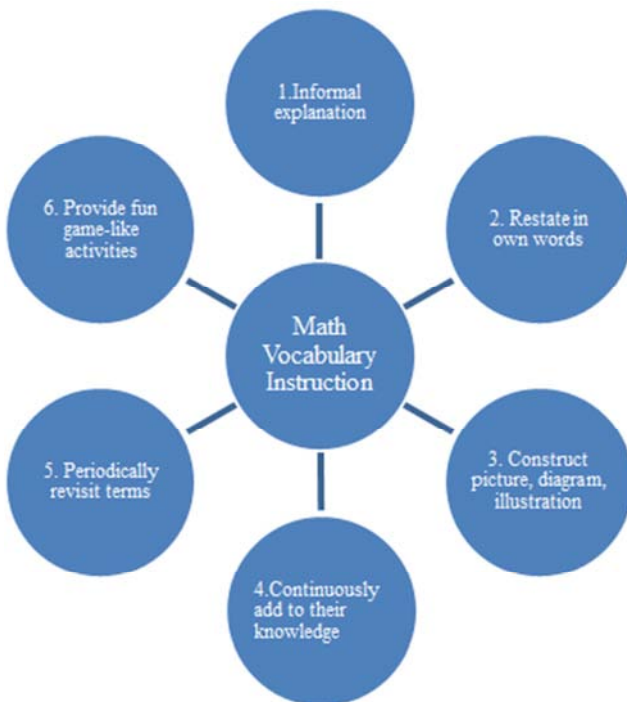 1.Informal
explanation
2. Restate in
own words
3. Construct
picture, diagram,
illustration
4.Continuously
add to their
knowledge
5. Periodically
revisit terms
6. Provide fun
game-like
activities
Math
Vocabulary
Instruction